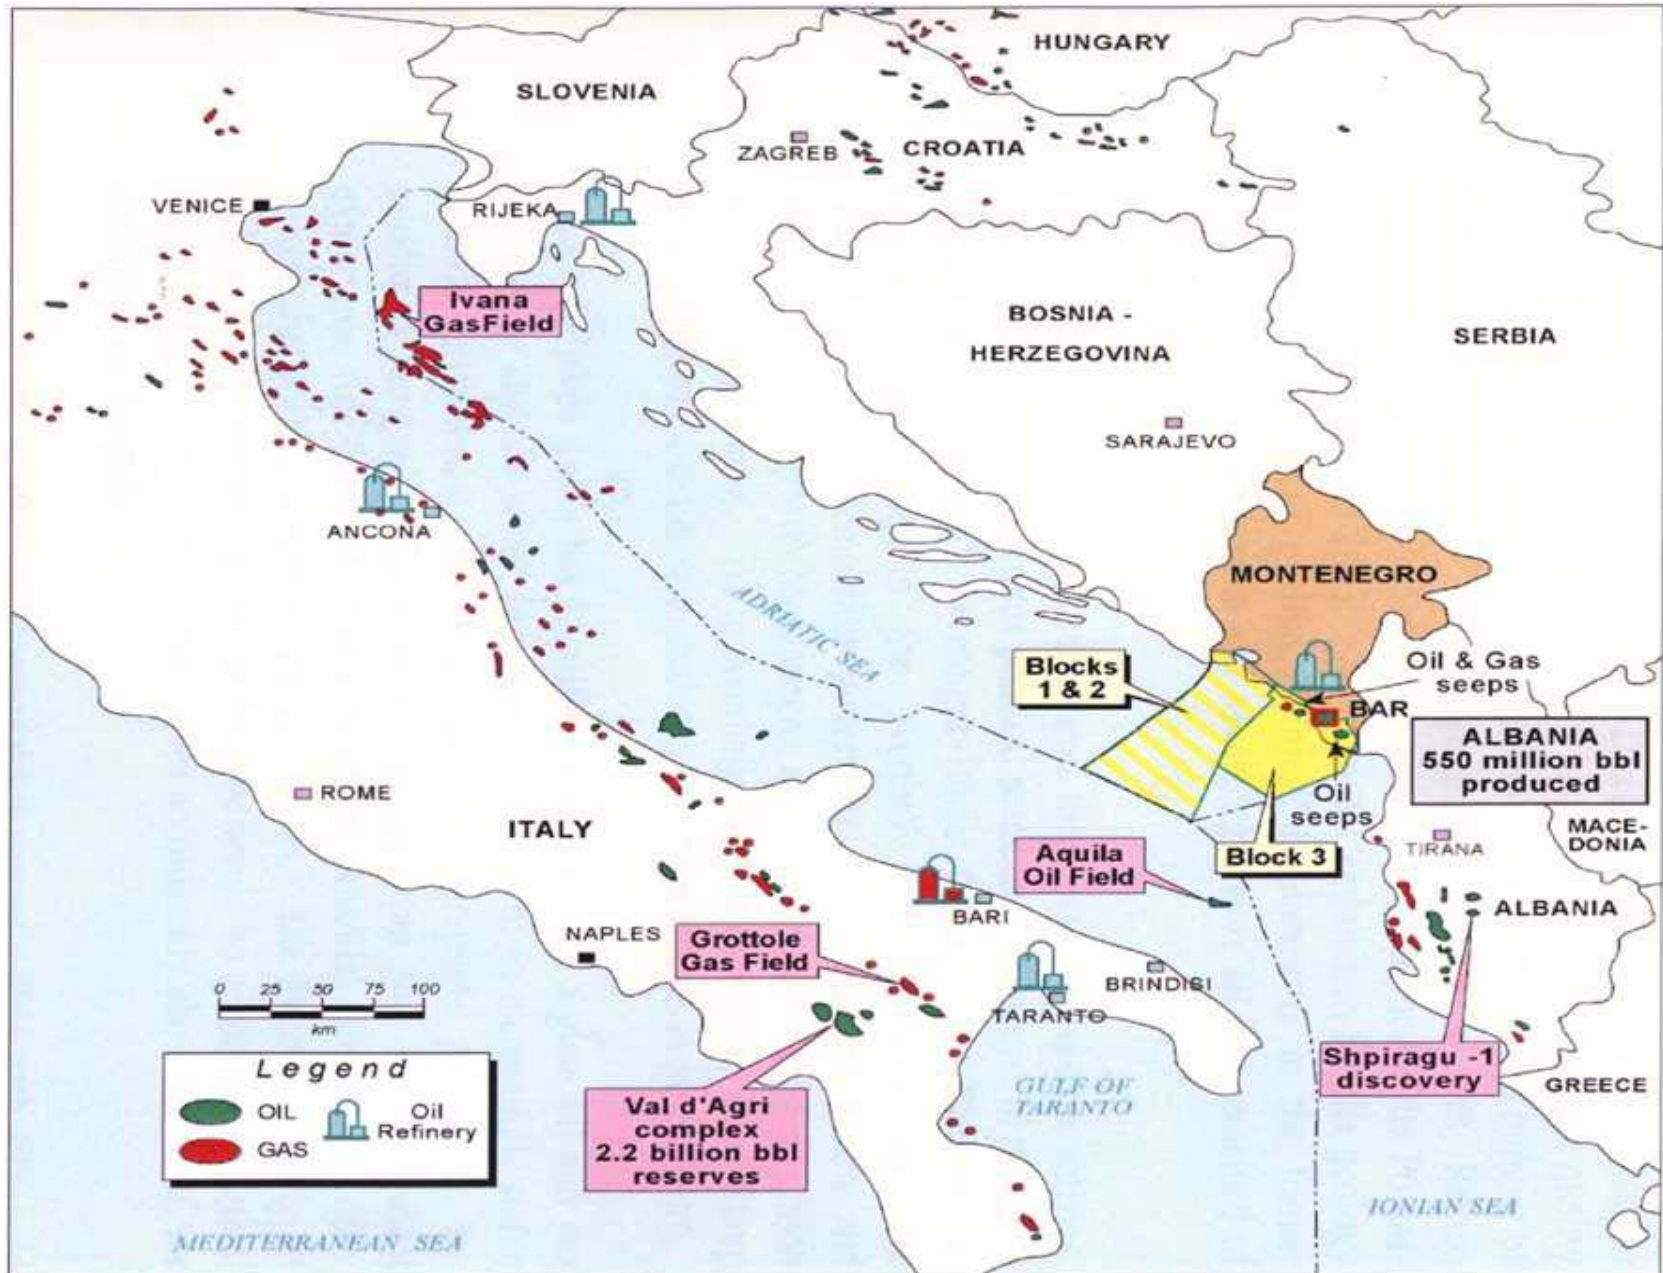 HUNGARY
SLOVENIA
ZAGREB
CROATIA
VENICE
RIJEKA
Ivana
GasField
BOSNIA -
HERZEGOVINA
SERBIA
SARAJEVO
ANCONA
MONTENEGRO
ADRIATIC SEA
Blocks
1 & 2
Oil & Gas
seeps
BAR
ALBANIA
550 million bbl
produced
Oil
seeps
ROME
ITALY
MACE-
DONIA
TIRANA
Aquila
Oil Field
Block 3
BARI
ALBANIA
NAPLES
Grottole
Gas Field
BRINDISI
TARANTO
0 25 50 75 100
km
Shpiragu -1
discovery
GREECE
GULF OF
TARANTO
Legend
OIL
GAS
Oil
Refinery
Val d'Agri
complex
2.2 billion bbl
reserves
IONIAN SEA
MEDITERRANEAN SEA